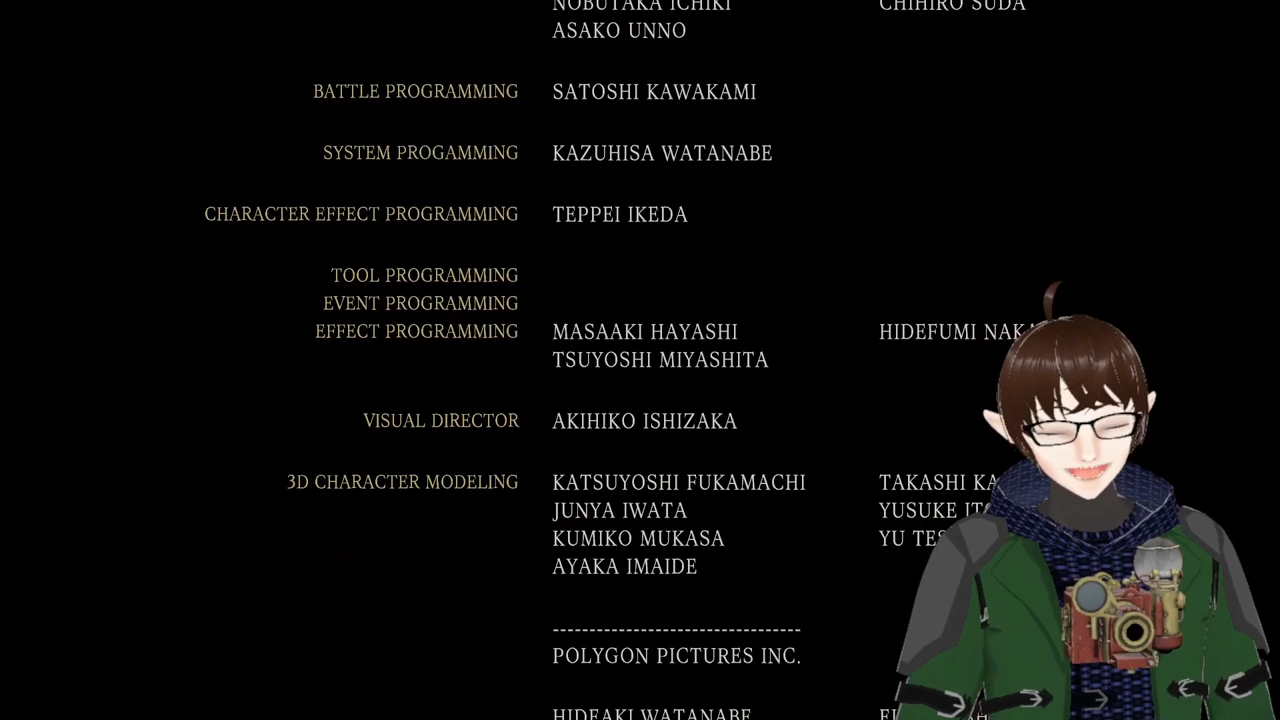 NOBUTAKA ICHIKI CHIHIRO SUDA
ASAKO UNNO
BATTLE PROGRAMMING SATOSHI KAWAKAMI
SYSTEM PROGAMMING KAZUHISA WATANABE
CHARACTER EFFECT PROGRAMMING TEPPEI IKEDA
TOOL PROGRAMMING
EVENT PROGRAMMING
EFFECT PROGRAMMING MASAAKI HAYASHI HIDEFUMI
TSUYOSHI MIYASHITA
VISUAL DIRECTOR AKIHIKO ISHIZAKA
3D CHARACTER MODELING KATSUYOSHI FUKAMACHI TAKASHI
JUNYA IWATA YUSUKE
KUMIKO MUKASA YU
AYAKA IMAIDE
----------------------------------
POLYGON PICTURES INC.
HIDEAKI WATANABE